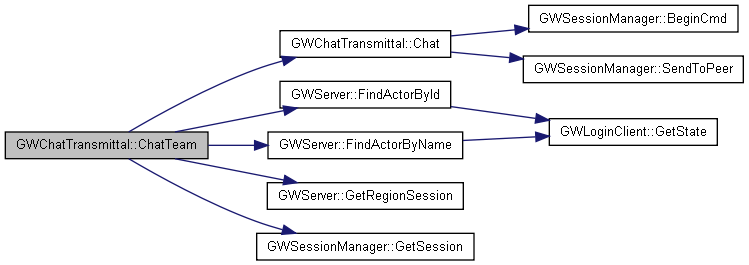 GWChatTransmittal::ChatTeam
GWChatTransmittal::Chat
GWServer::FindActorById
GWServer::FindActorByName
GWServer::GetRegionSession
GWSessionManager::GetSession
GWSessionManager::BeginCmd
GWSessionManager::SendToPeer
GWLoginClient::GetState